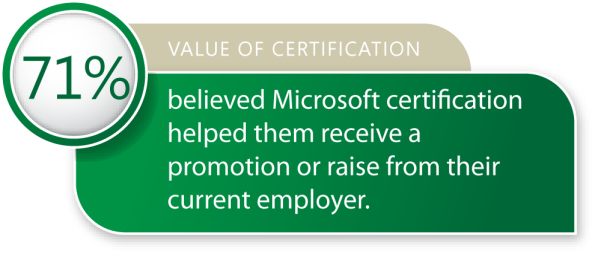 71%
VALUE OF CERTIFICATION
believed Microsoft certification
helped them receive a
promotion or raise from their
current employer.